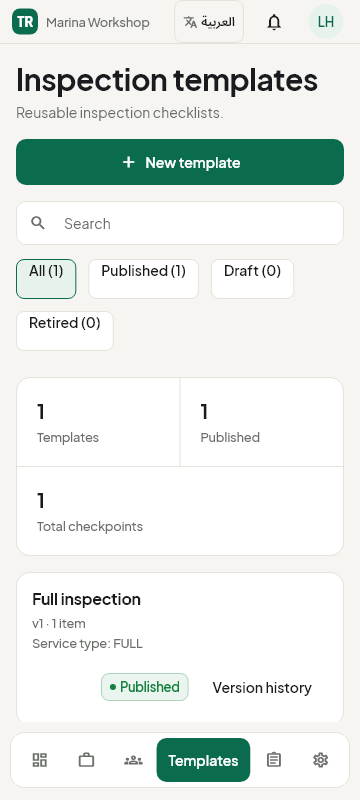 TR Marina Workshop العربية LH
Inspection templates
Reusable inspection checklists.
+ New template
Search
All (1) Published (1) Draft (0)
Retired (0)
1 1
Templates Published
1
Total checkpoints
Full inspection
v1 · 1 item
Service type: FULL
Published Version history
Templates